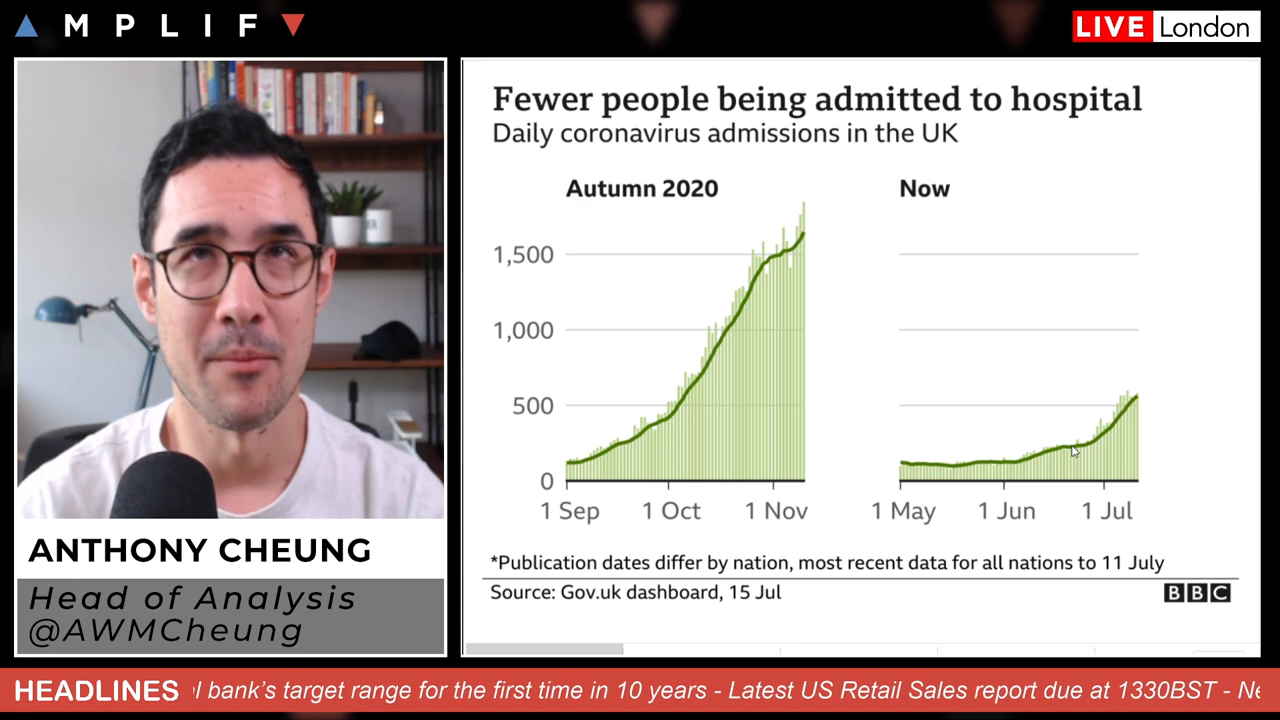 ▲ M P L I F ▼
LIVE London
Fewer people being admitted to hospital
Daily coronavirus admissions in the UK
Autumn 2020
Now
1,500
1,000
500
0
1 Sep 1 Oct 1 Nov
1 May 1 Jun 1 Jul
*Publication dates differ by nation, most recent data for all nations to 11 July
Source: Gov.uk dashboard, 15 Jul
BBC
ANTHONY CHEUNG
Head of Analysis
@AWMCheung
HEADLINES bank's target range for the first time in 10 years - Latest US Retail Sales report due at 1330BST -